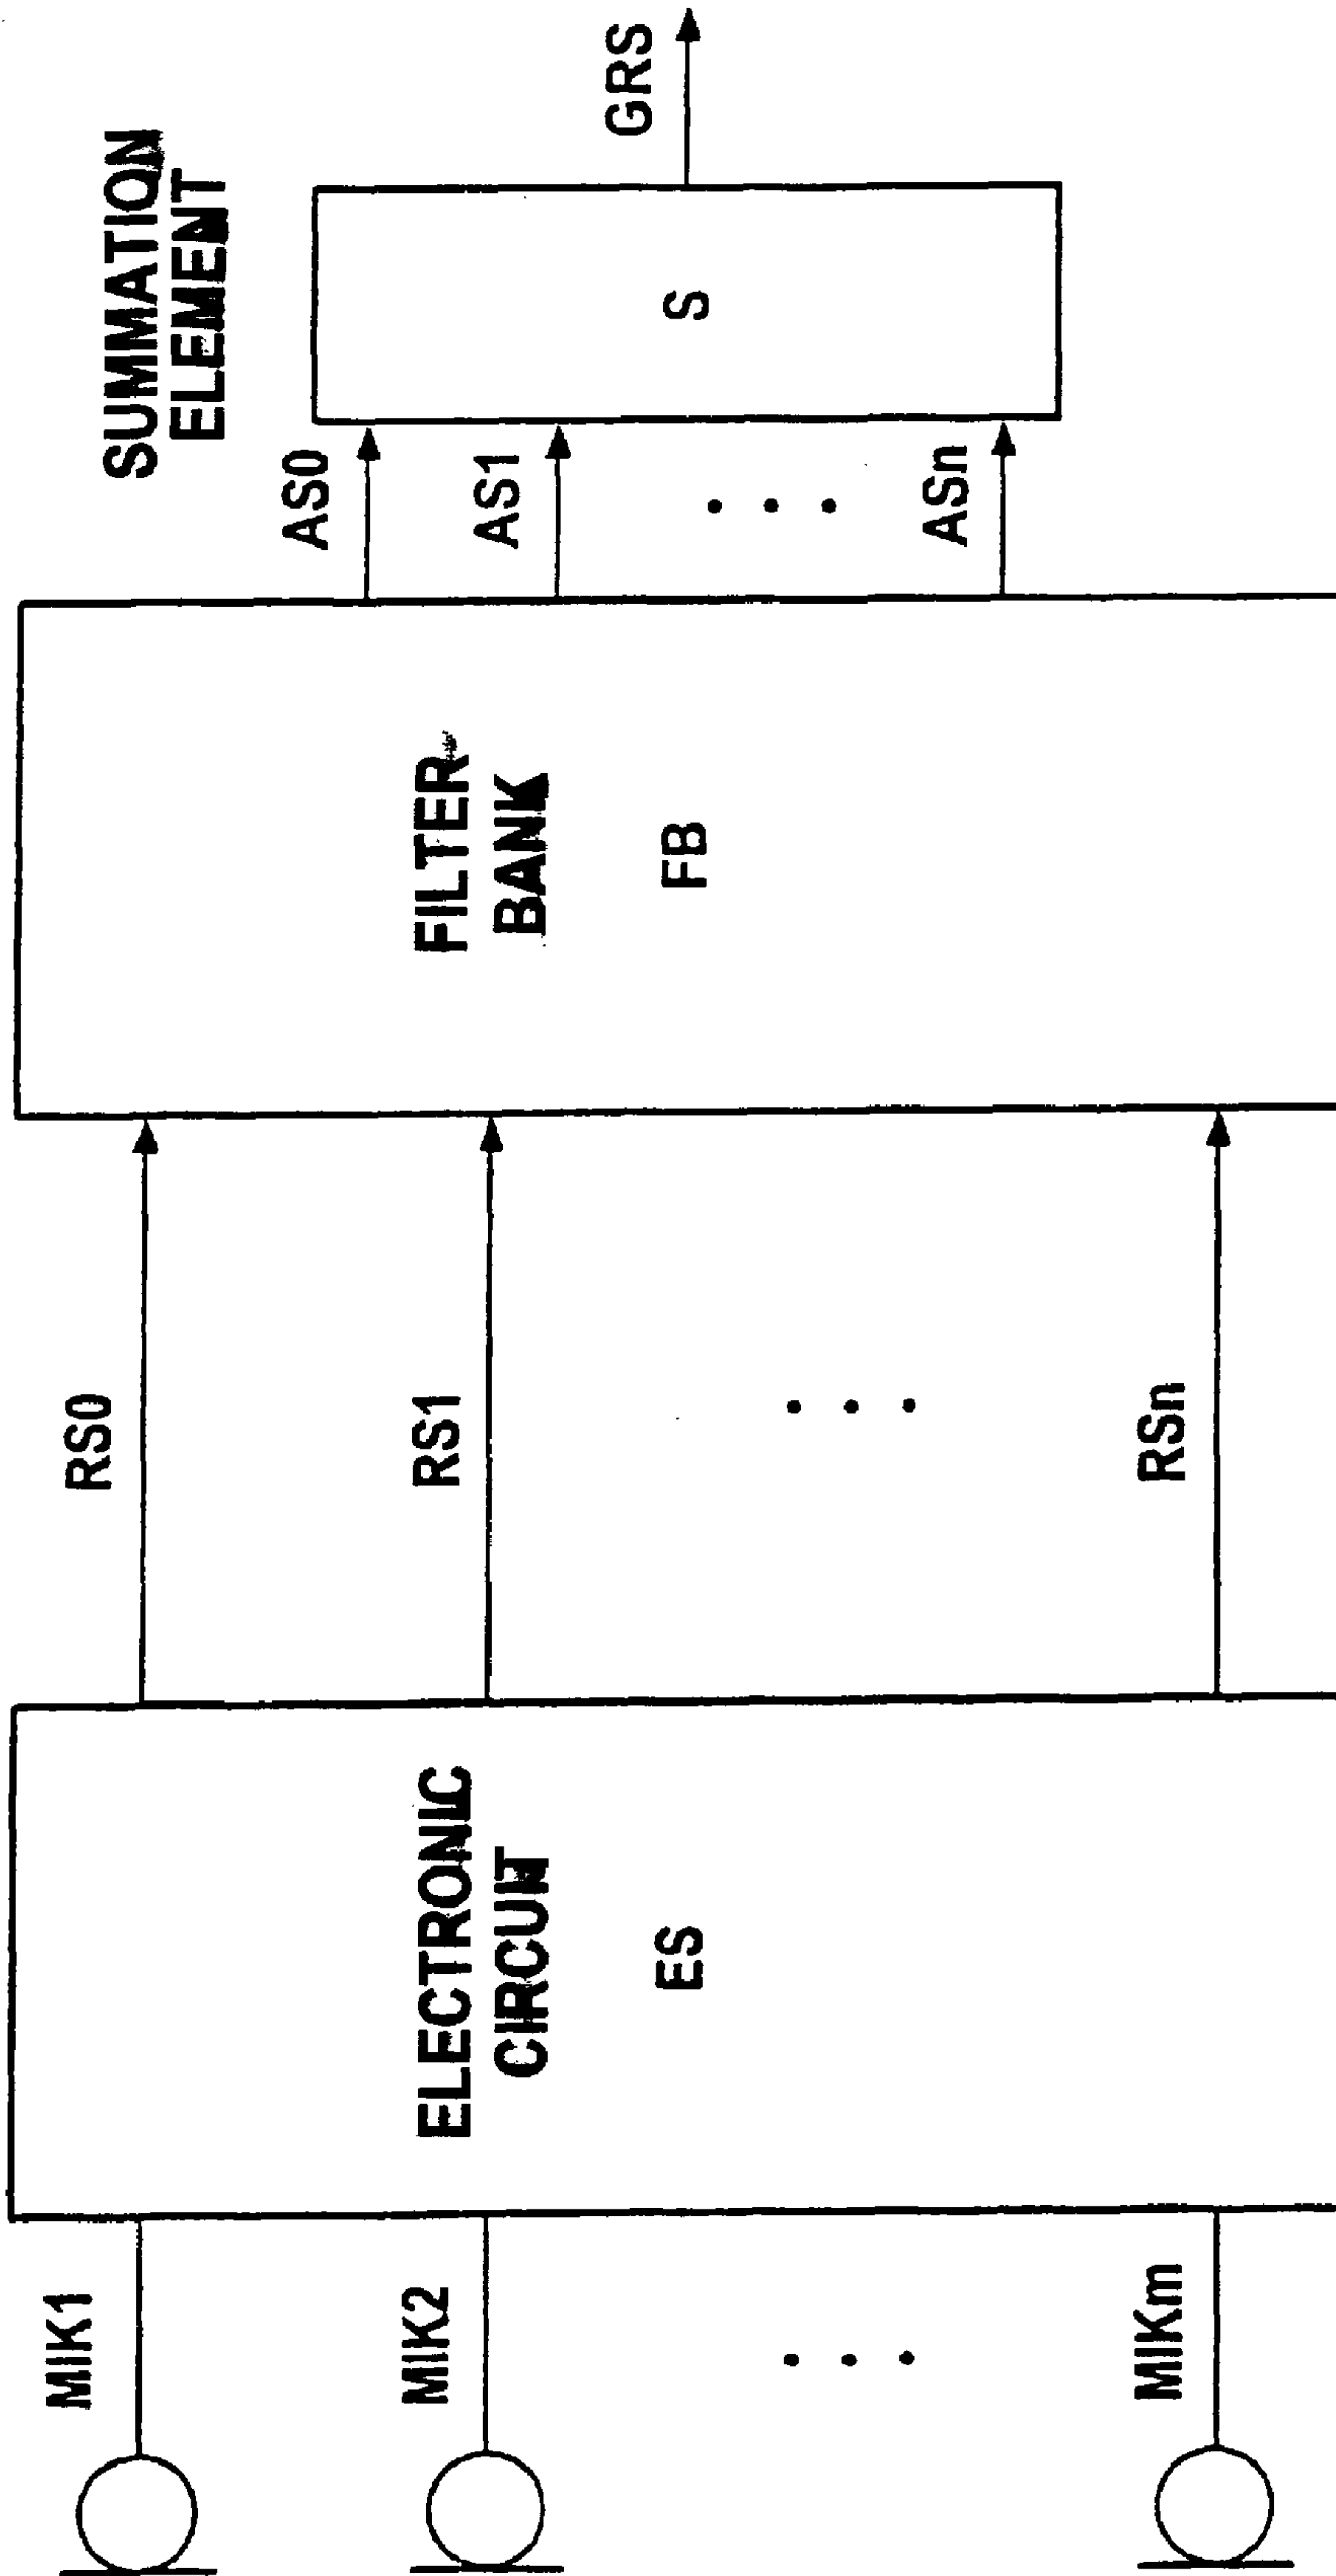 MIK1
MIK2
MIKm
ELECTRONIC
CIRCUIT
ES
RS0
RS1
RSn
FILTER
BANK
FB
AS0
AS1
ASn
SUMMATION
ELEMENT
S
GRS